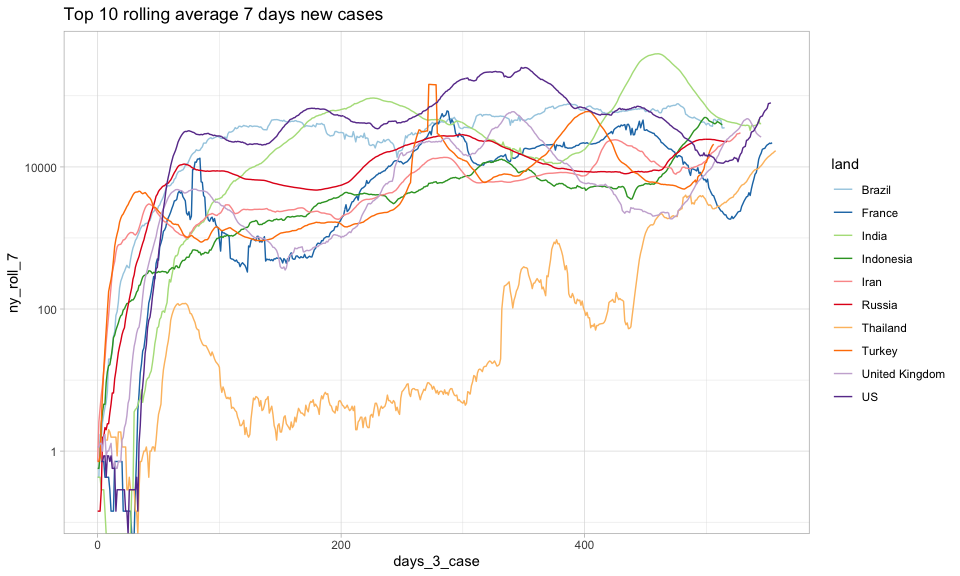 Top 10 rolling average 7 days new cases
ny_roll_7
10000
100
1
0
200
400
days_3_case
land
Brazil
France
India
Indonesia
Iran
Russia
Thailand
Turkey
United Kingdom
US